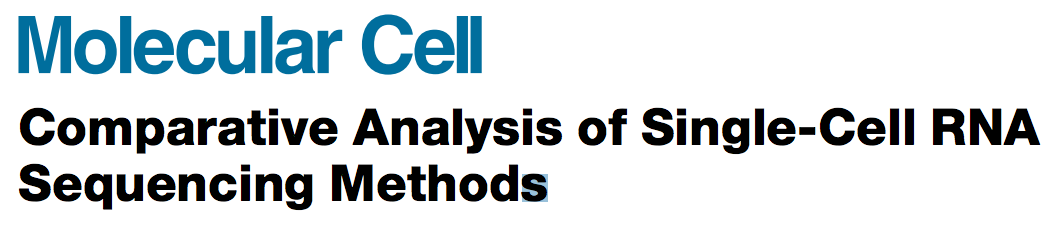 Molecular Cell
Comparative Analysis of Single-Cell RNA
Sequencing Methods